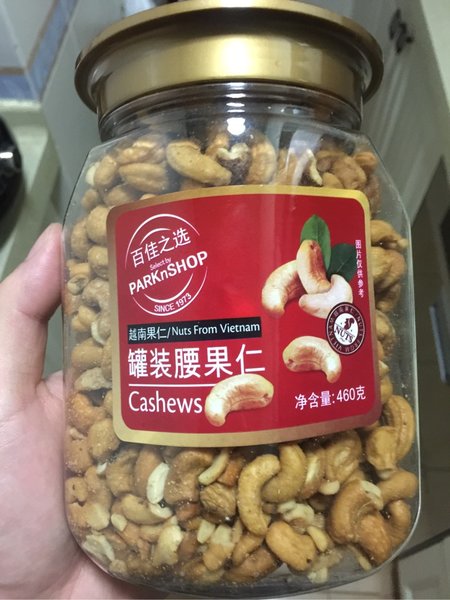 百佳之选
Select by
PARKnSHOP
SINCE 1973
越南果仁/Nuts From Vietnam
罐装腰果仁
Cashews
图片仅供参考
NUTS
净含量:460克